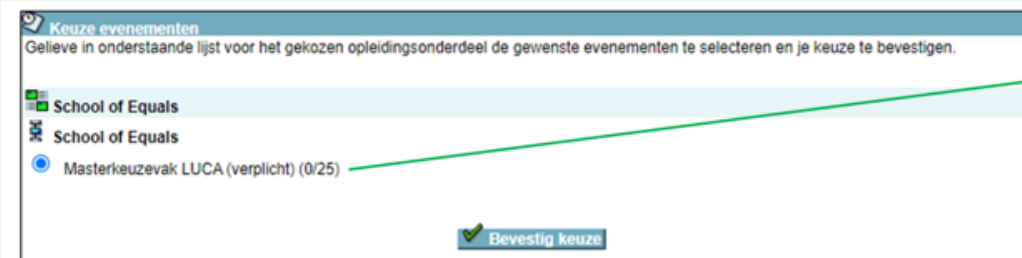 Keuze evenementen
Gelieve in onderstaande lijst voor het gekozen opleidingsonderdeel de gewenste evenementen te selecteren en je keuze te bevestigen.
School of Equals
School of Equals
Masterkeuzevak LUCA (verplicht) (0/25)
Bevestig keuze